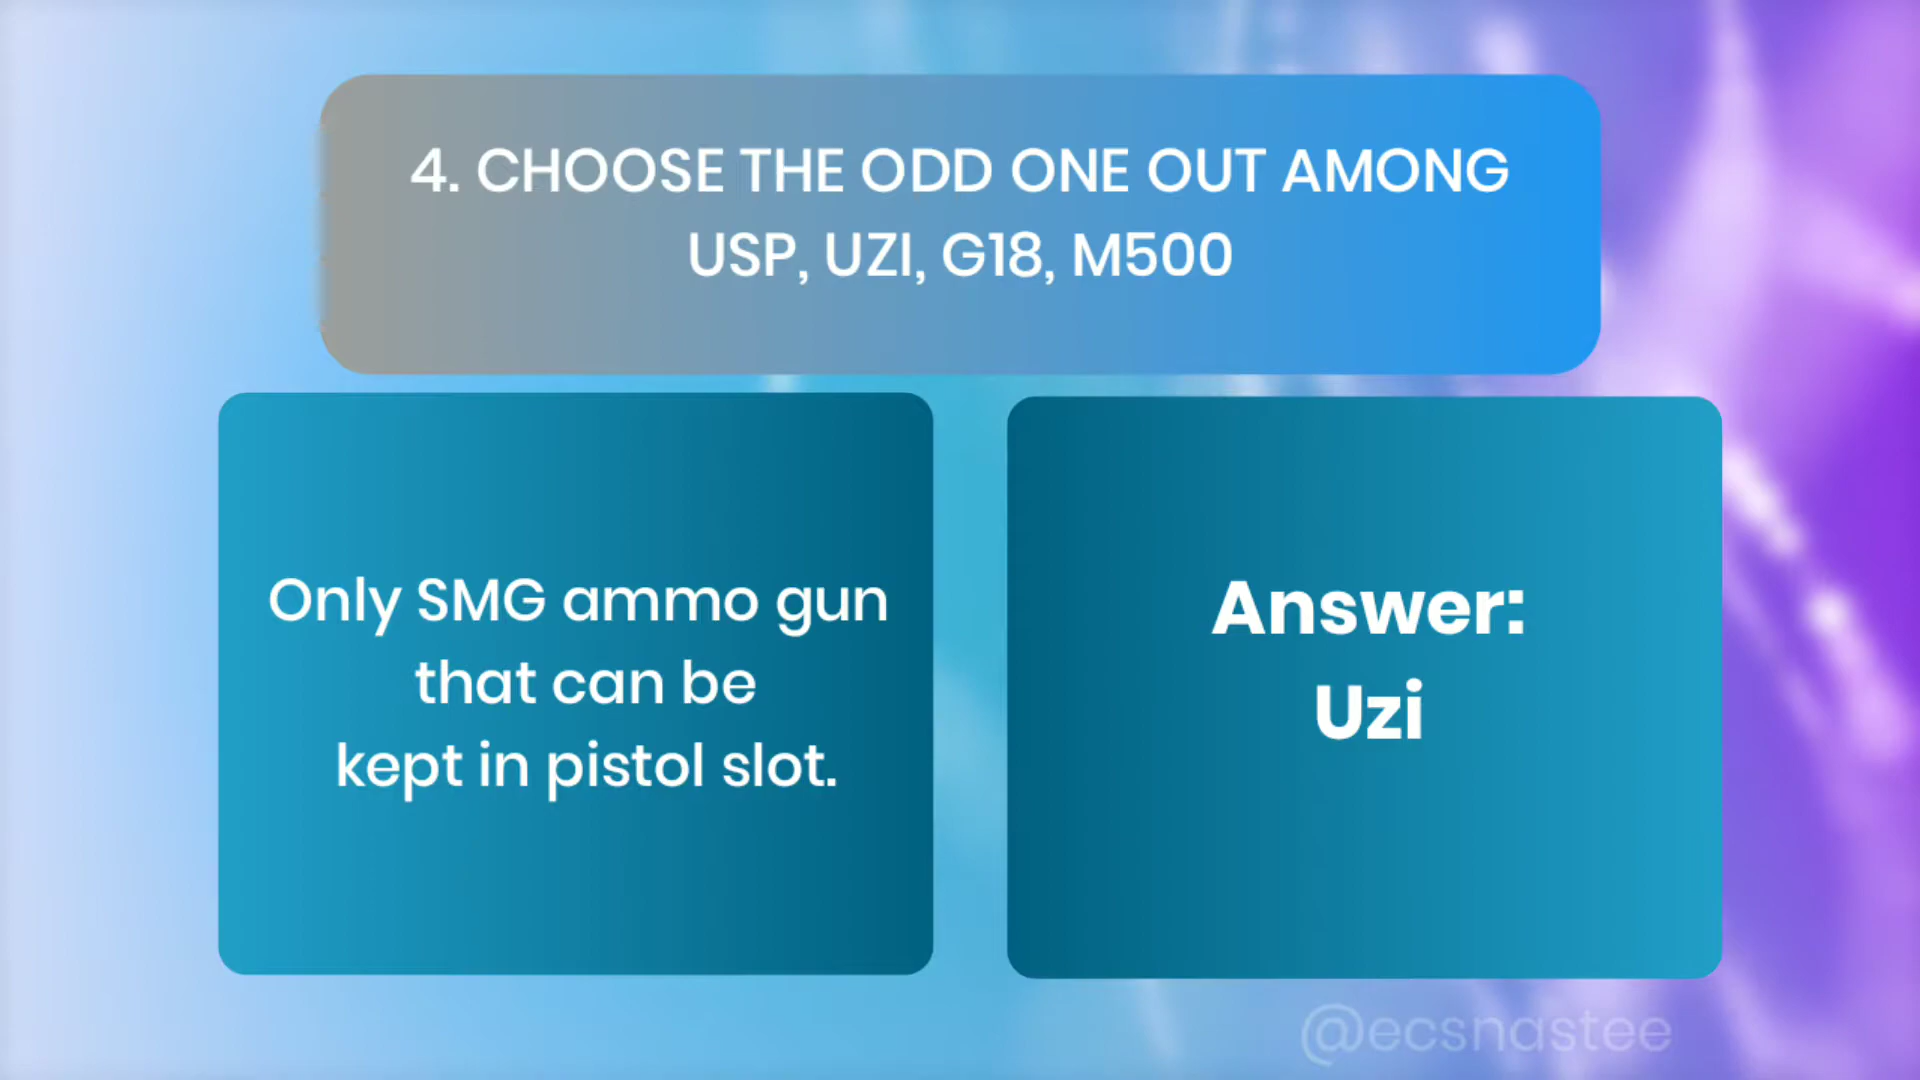 4. CHOOSE THE ODD ONE OUT AMONG
USP, UZI, G18, M500
Only SMG ammo gun
that can be
kept in pistol slot.
Answer:
Uzi
@ecsnastee